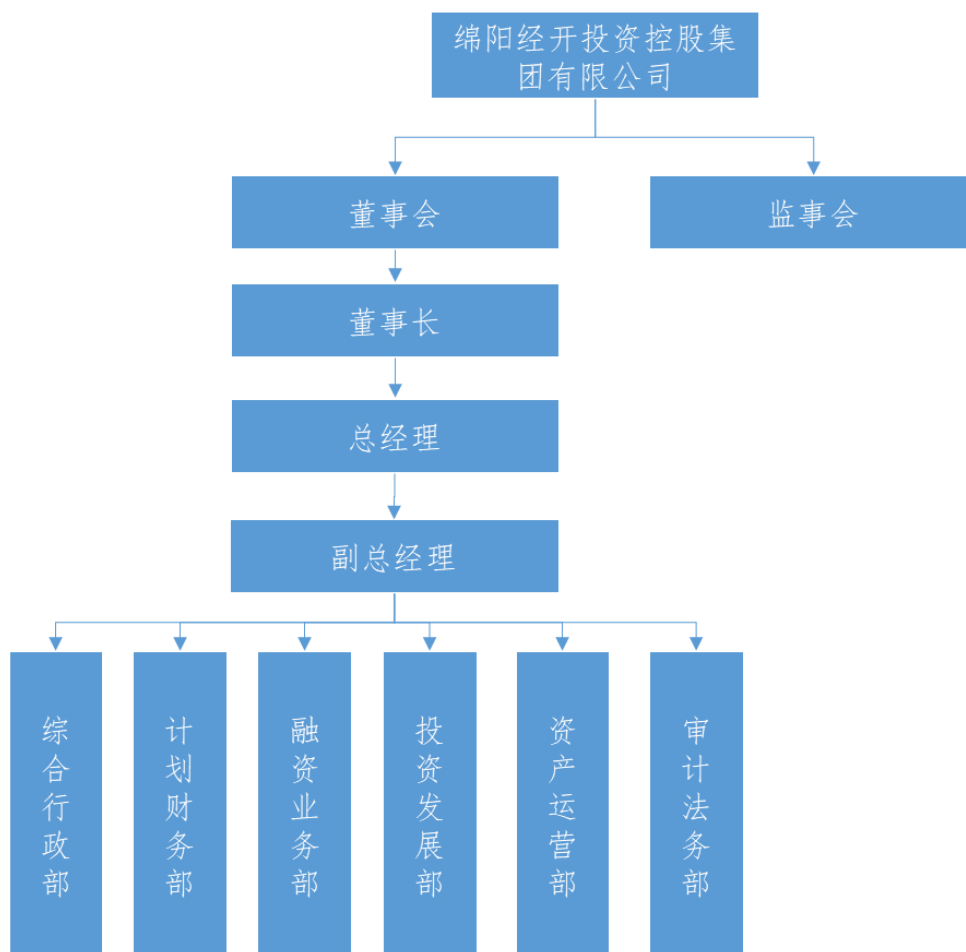 绵阳经开投资控股集
团有限公司
董事会
监事会
董事长
总经理
副总经理
综合行政部
计划财务部
融资业务部
投资发展部
资产运营部
审计法务部